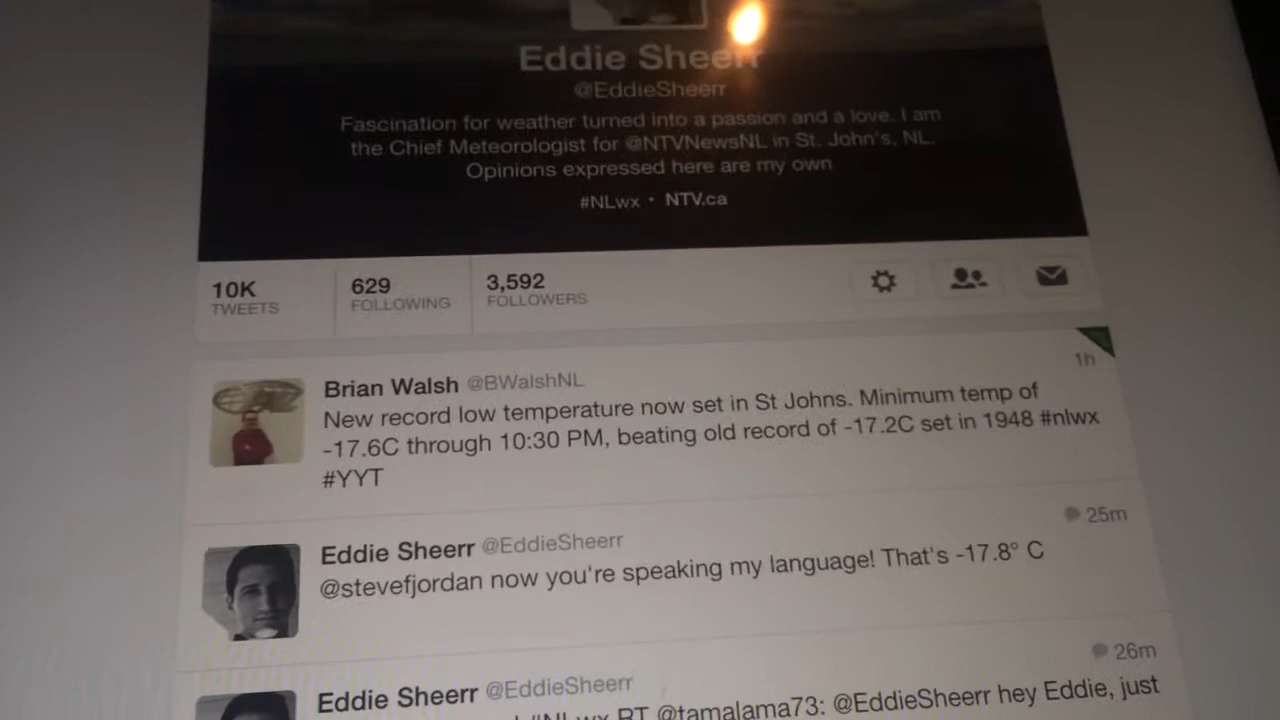 Eddie Sheerr
@EddieSheerr
Fascination for weather turned into a passion and a love. I am
the Chief Meteorologist for @NTVNewsNL in St. John's, NL.
Opinions expressed here are my own
#NLwx • NTV.ca
10K
TWEETS
629
FOLLOWING
3,592
FOLLOWERS
Brian Walsh @BWalshNL
1h
New record low temperature now set in St Johns. Minimum temp of
-17.6C through 10:30 PM, beating old record of -17.2C set in 1948 #nlwx
#YYT
25m
Eddie Sheerr @EddieSheerr
@stevefjordan now you're speaking my language! That's -17.8° C
26m
Eddie Sheerr @EddieSheerr
#NLwx RT @tamalama73: @EddieSheerr hey Eddie, just